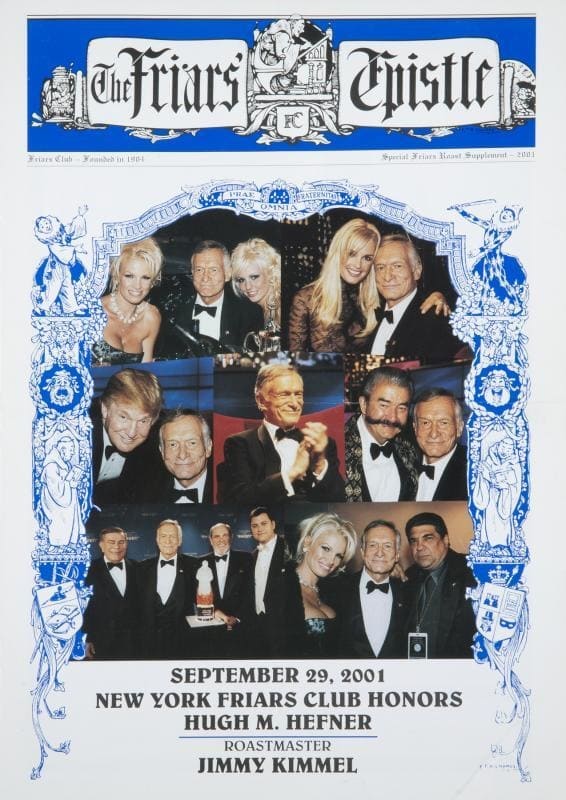 The Friars' Epistle
FC
Friars Club – Founded in 1904
Special Friars Roast Supplement – 2001
PRAE OMNIA FRATERNITAS
SEPTEMBER 29, 2001
NEW YORK FRIARS CLUB HONORS
HUGH M. HEFNER
ROASTMASTER
JIMMY KIMMEL